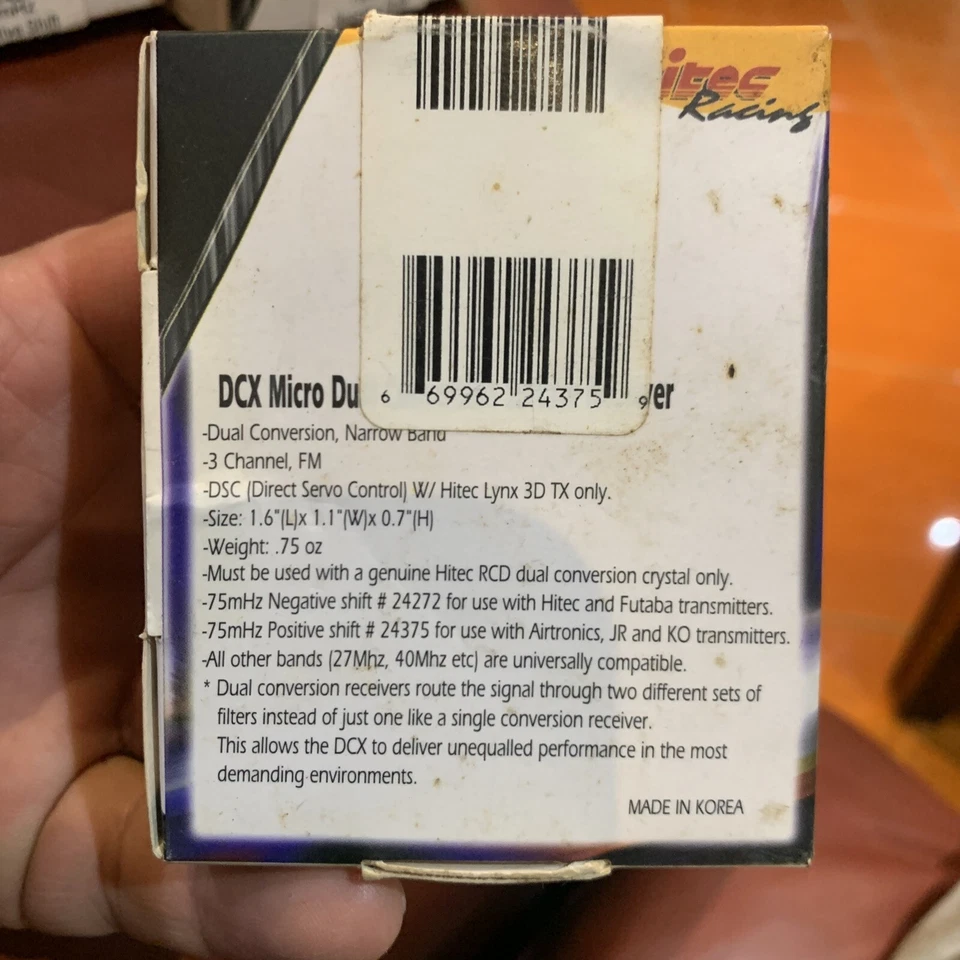 itec
Racing
DCX Micro Du
er
6 69962 24375 9
-Dual Conversion, Narrow Band
-3 Channel, FM
-DSC (Direct Servo Control) W/ Hitec Lynx 3D TX only.
-Size: 1.6"(L)x 1.1"(W)x 0.7"(H)
-Weight: .75 oz
-Must be used with a genuine Hitec RCD dual conversion crystal only.
-75mHz Negative shift # 24272 for use with Hitec and Futaba transmitters.
-75mHz Positive shift # 24375 for use with Airtronics, JR and KO transmitters.
-All other bands (27Mhz, 40Mhz etc) are universally compatible.
* Dual conversion receivers route the signal through two different sets of
filters instead of just one like a single conversion receiver.
This allows the DCX to deliver unequalled performance in the most
demanding environments.
MADE IN KOREA